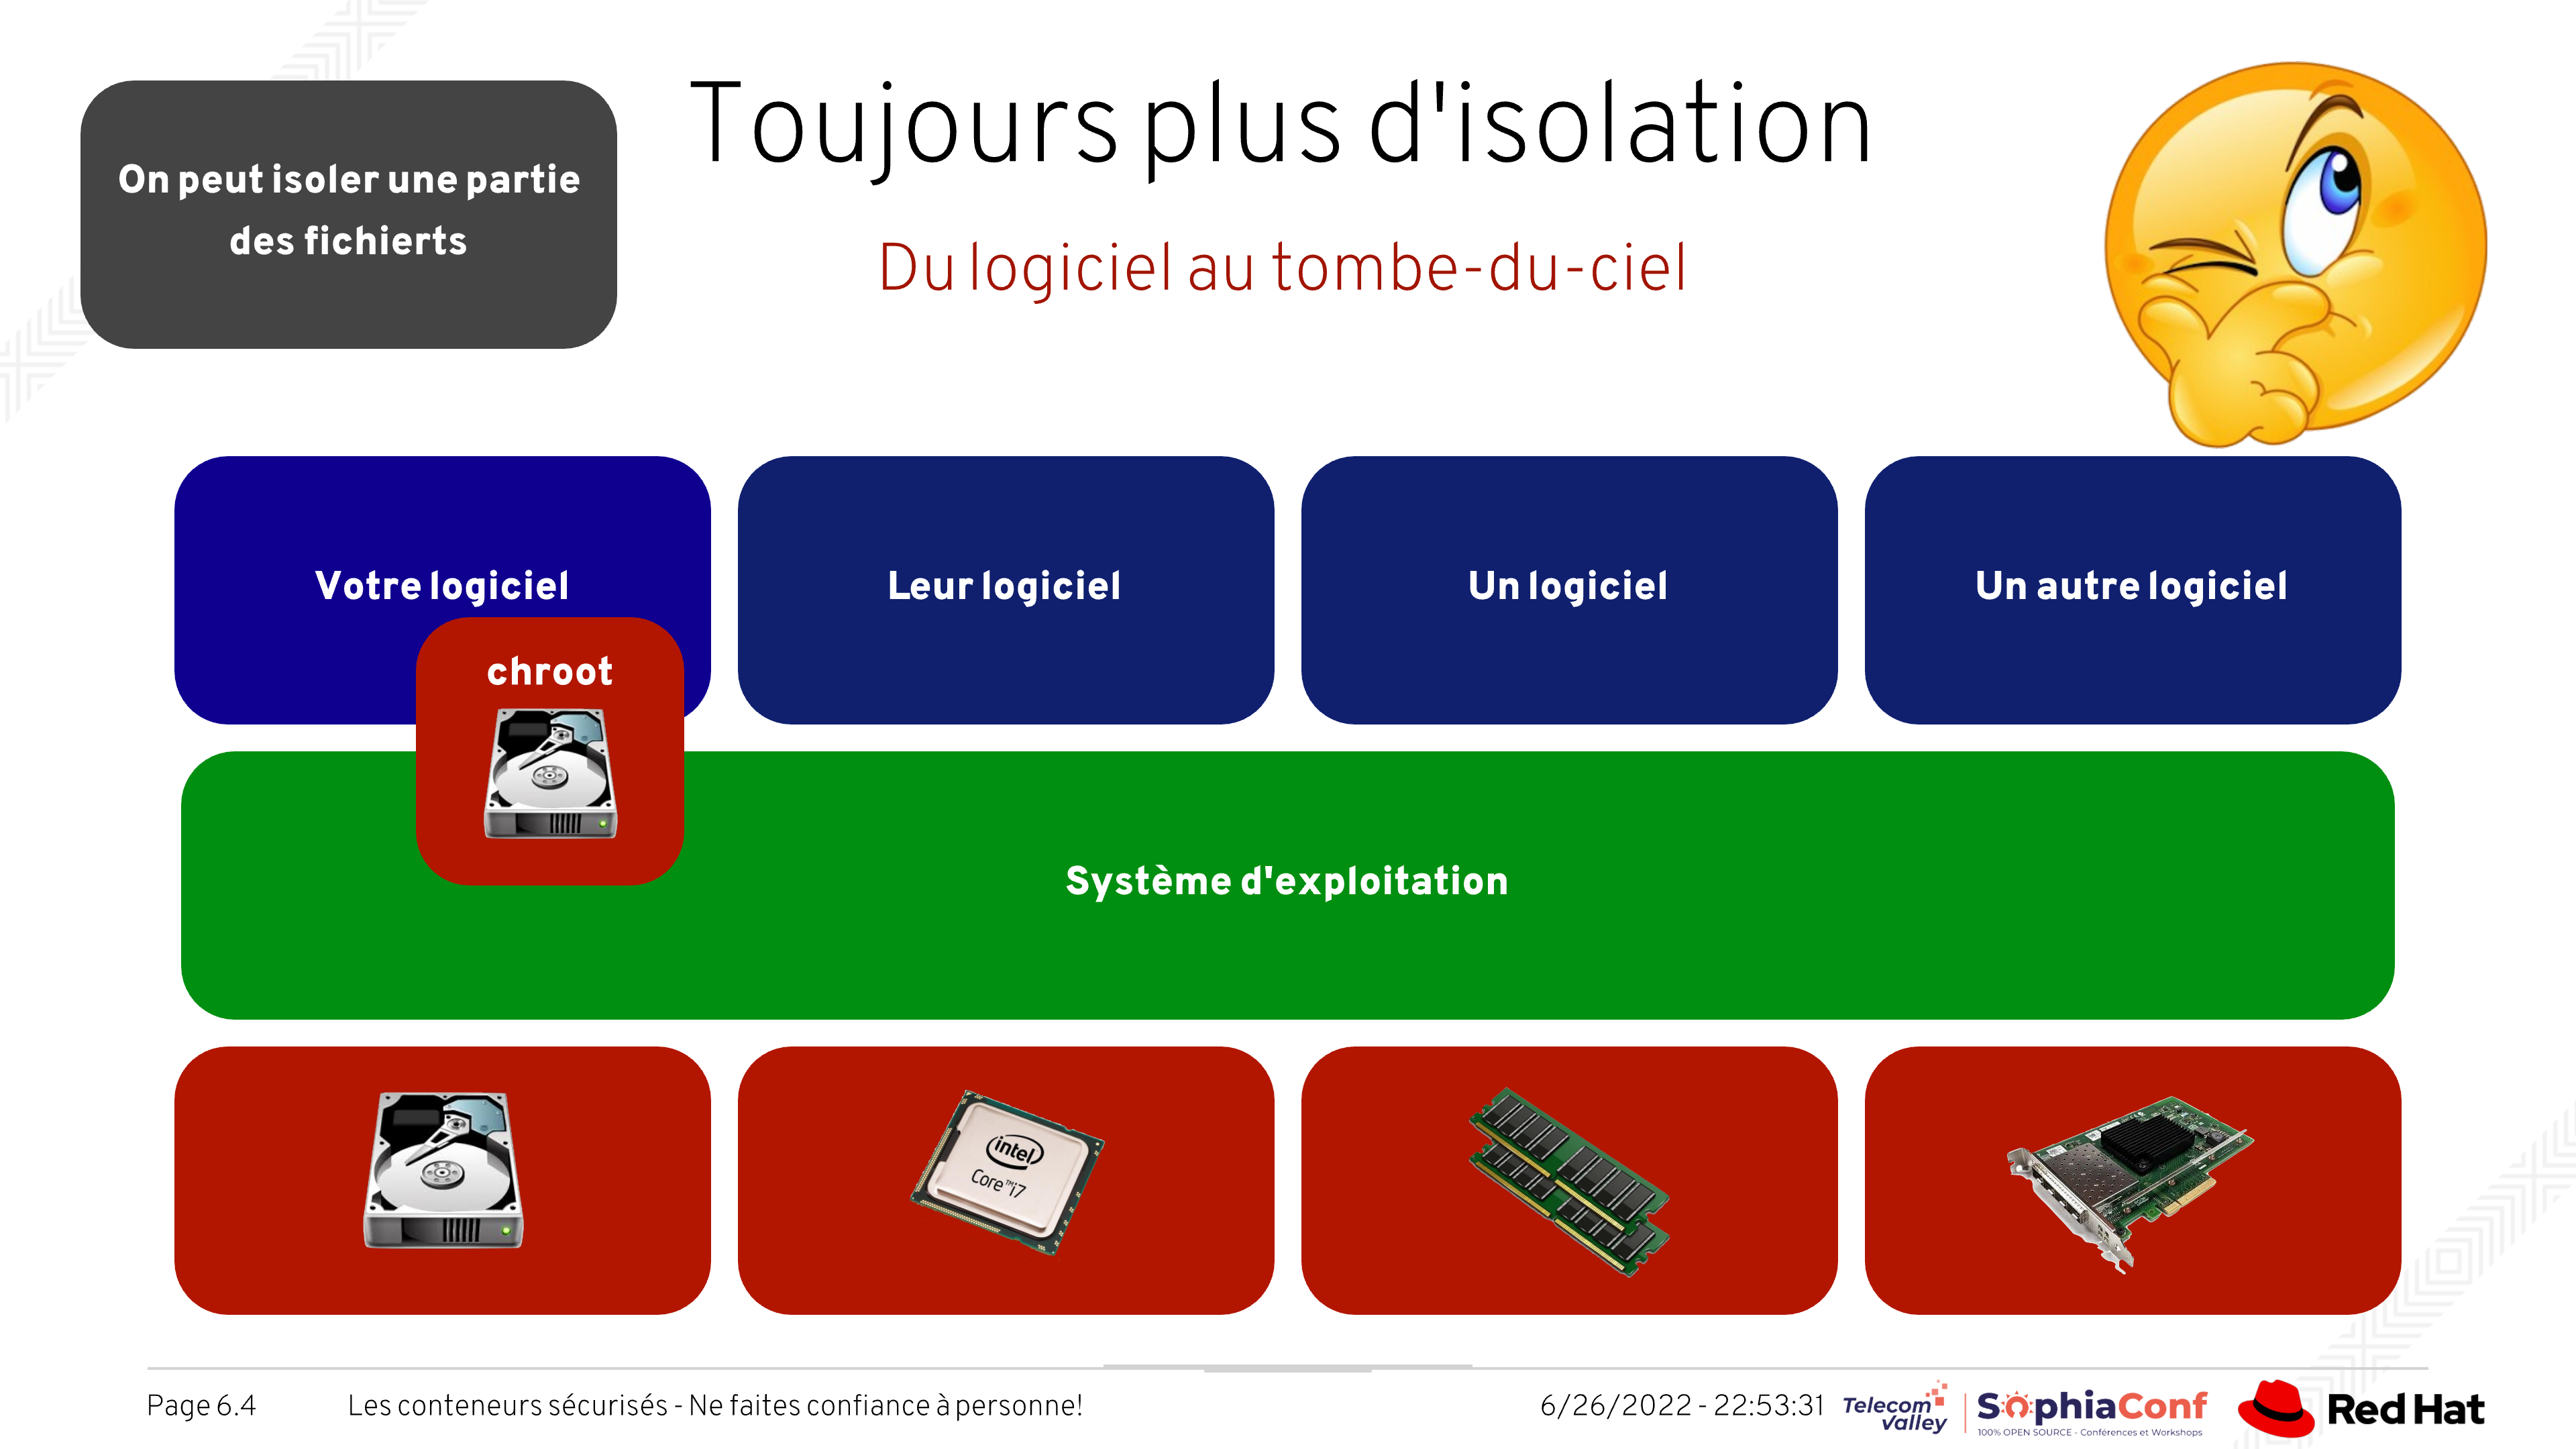 On peut isoler une partie
des fichierts
Toujours plus d'isolation
Du logiciel au tombe-du-ciel
Votre logiciel
Leur logiciel
Un logiciel
Un autre logiciel
chroot
Système d'exploitation
intel
Core™i7
Page 6.4
Les conteneurs sécurisés - Ne faites confiance à personne!
6/26/2022 - 22:53:31
Telecom
Valley
SophiaConf
100% OPEN SOURCE - Conférences et Workshops
Red Hat